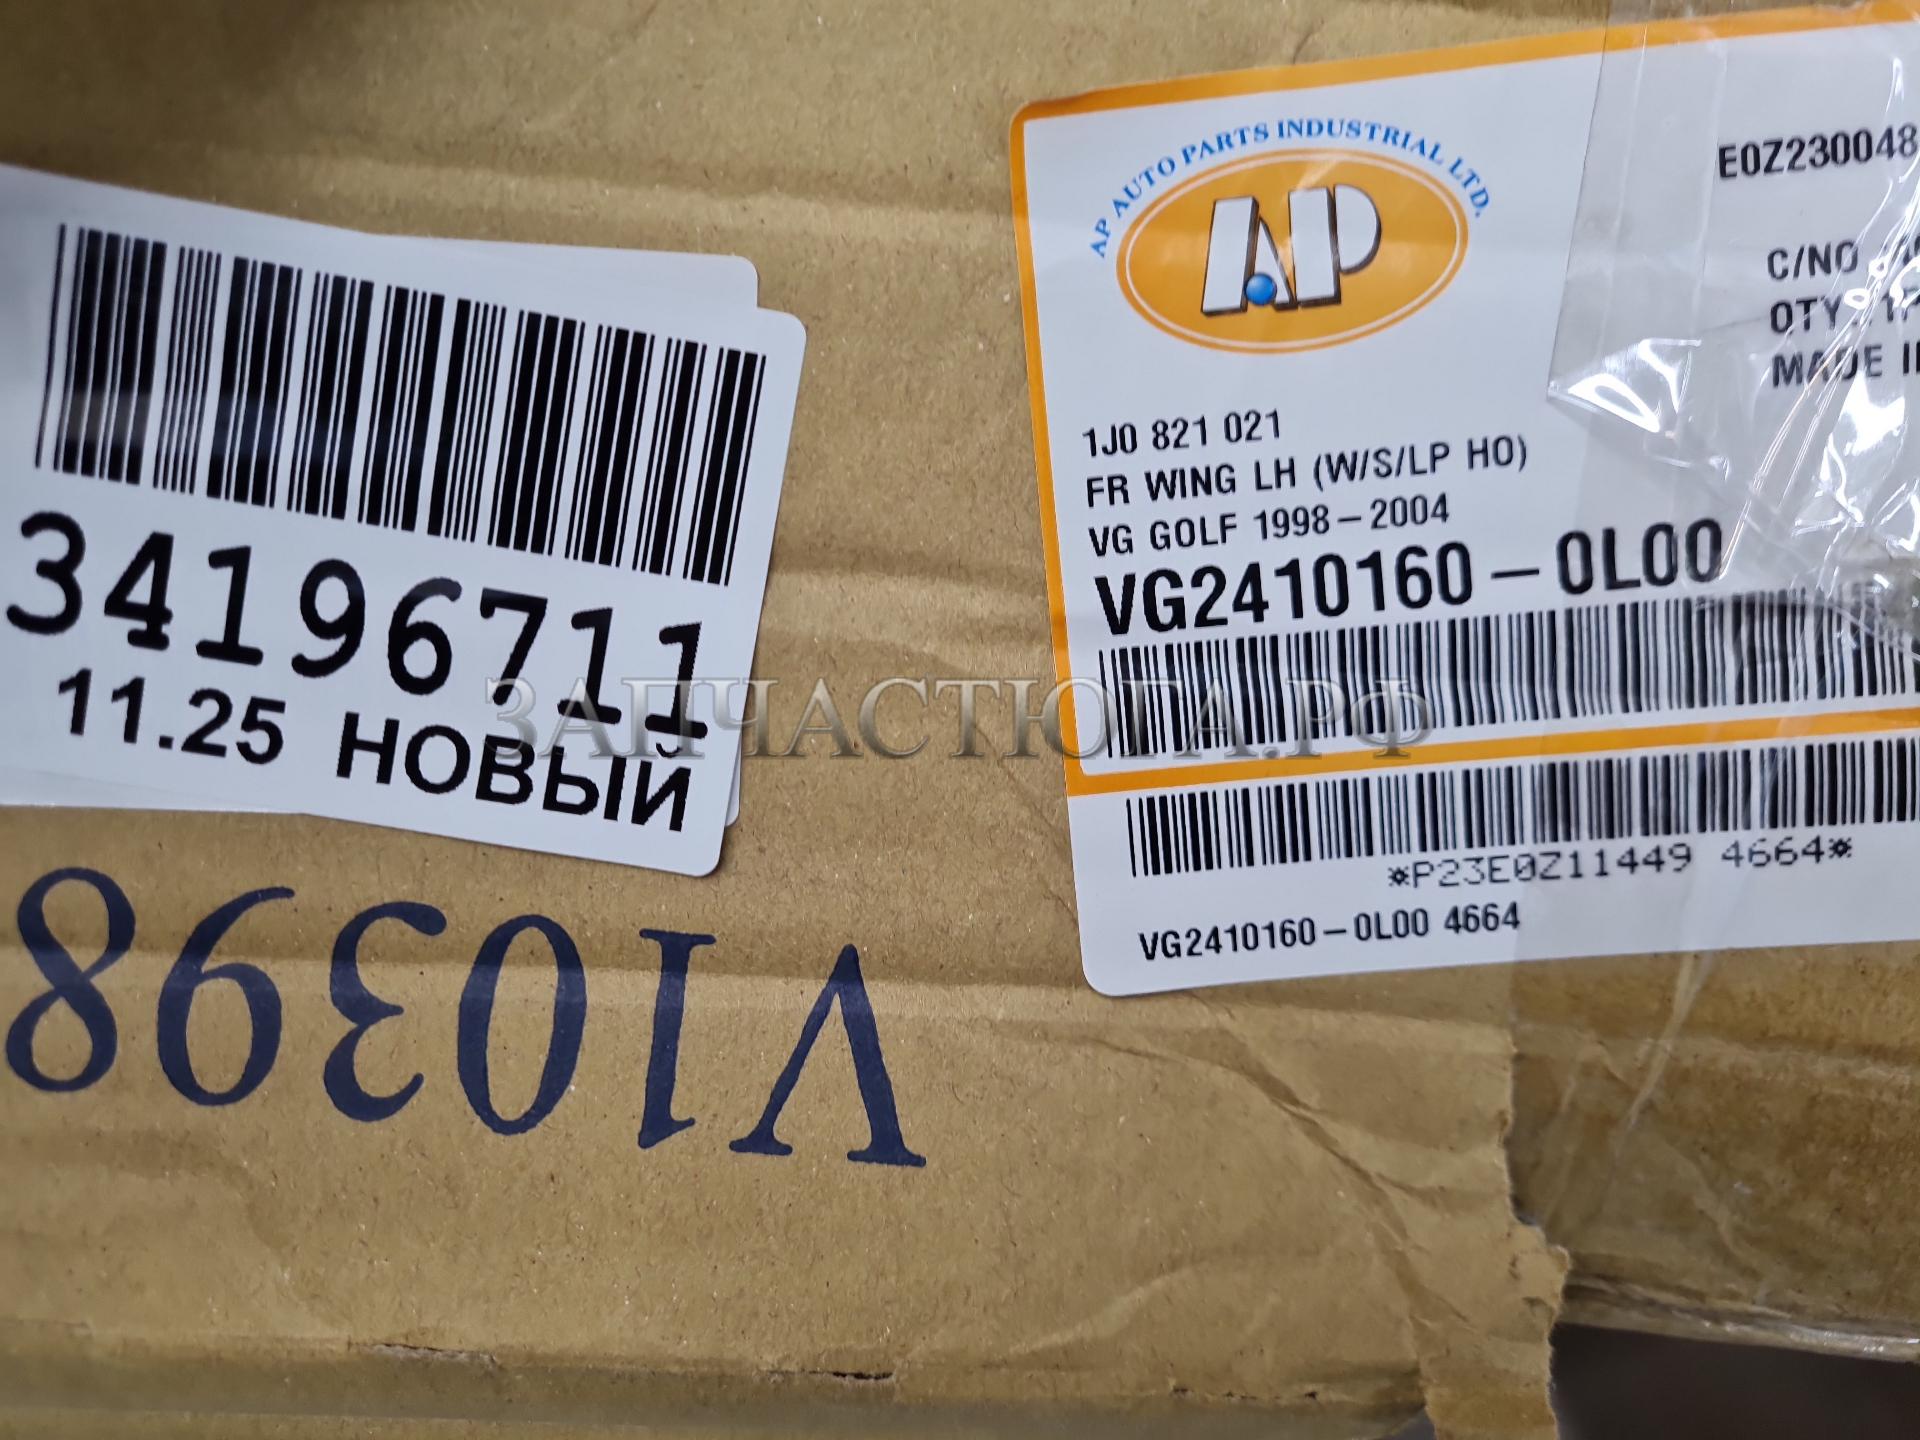 34196711
11.25 НОВЫЙ
AP AUTO PARTS INDUSTRIAL LTD.
AP
E0Z230048
C/NO
QTY
MADE
1J0 821 021
FR WING LH (W/S/LP HO)
VG GOLF 1998-2004
VG2410160-0L00
*P23E0Z11449 4664*
VG2410160-0L00 4664
ЗАПЧАСТЮГА.РФ
V10398